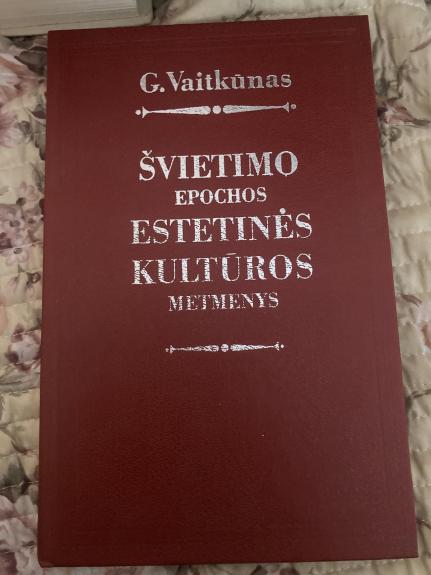 G. Vaitkūnas
ŠVIETIMO
EPOCHOS
ESTETINĖS
KULTŪROS
METMENYS